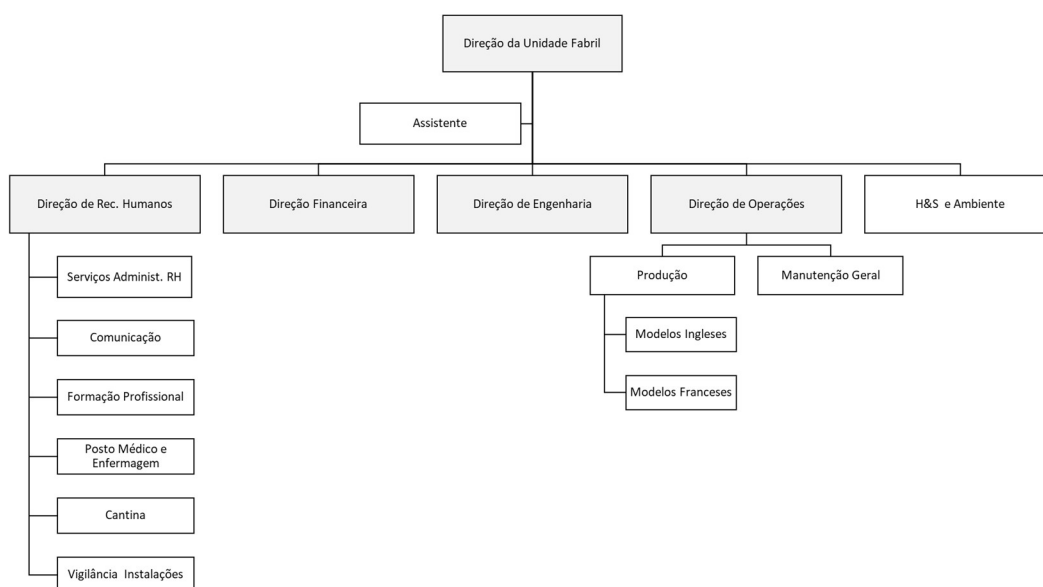 Direção da Unidade Fabril
Assistente
Direção de Rec. Humanos
Direção Financeira
Direção de Engenharia
Direção de Operações
H&S e Ambiente
Serviços Administ. RH
Comunicação
Formação Profissional
Posto Médico e
Enfermagem
Cantina
Vigilância Instalações
Produção
Manutenção Geral
Modelos Ingleses
Modelos Franceses